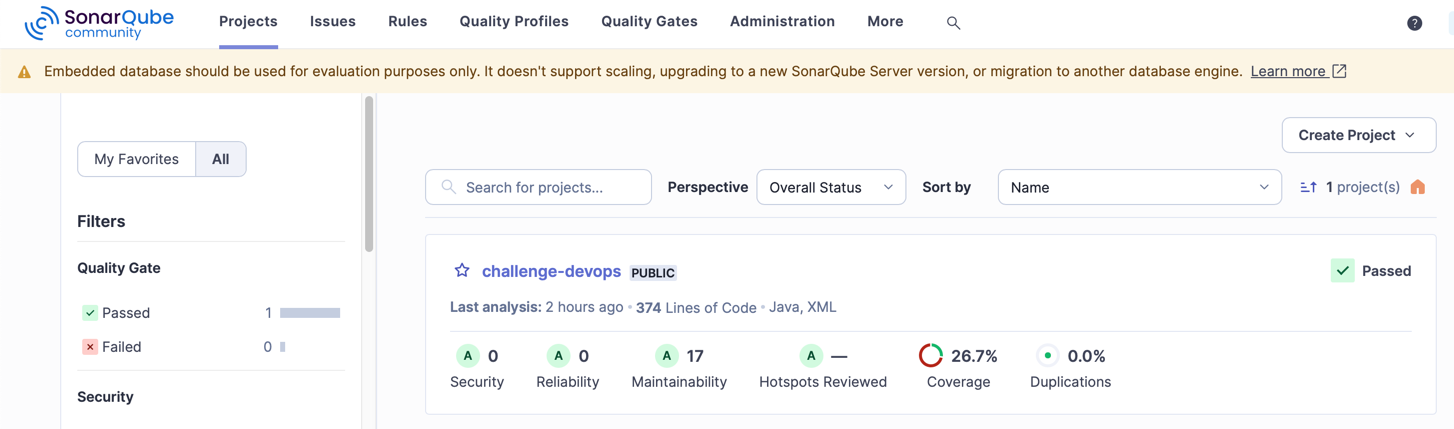 SonarQube community
Projects Issues Rules Quality Profiles Quality Gates Administration More ?
Embedded database should be used for evaluation purposes only. It doesn't support scaling, upgrading to a new SonarQube Server version, or migration to another database engine. Learn more
Create Project
My Favorites All
Search for projects... Perspective Overall Status Sort by Name 1 project(s)
Filters
Quality Gate
Passed 1
Failed 0
Security
challenge-devops PUBLIC Passed
Last analysis: 2 hours ago • 374 Lines of Code • Java, XML
A 0 A 0 A 17 A — 26.7% 0.0%
Security Reliability Maintainability Hotspots Reviewed Coverage Duplications